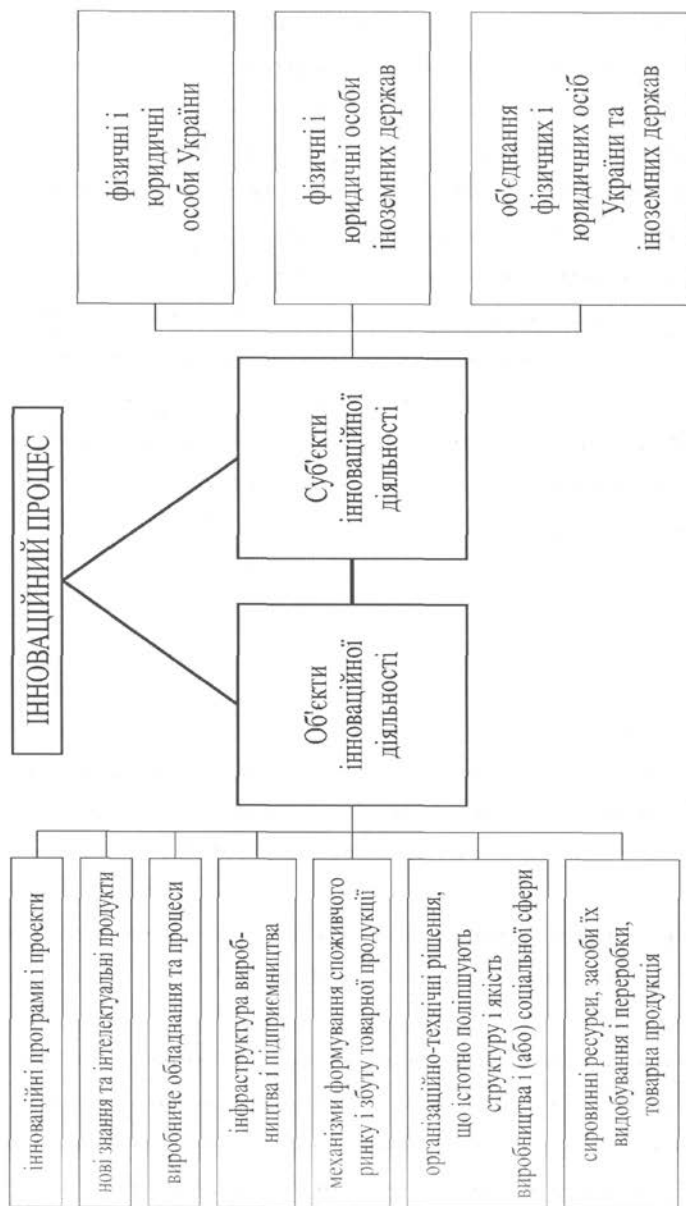 ІННОВАЦІЙНИЙ ПРОЦЕС
Об'єкти
інноваційної
діяльності
Суб'єкти
інноваційної
діяльності
інноваційні програми і проекти
нові знання та інтелектуальні продукти
виробниче обладнання та процеси
інфраструктура вироб-
ництва і підприємництва
механізми формування споживчого
ринку і збуту товарної продукції
організаційно-технічні рішення,
що істотно поліпшують
структуру і якість
виробництва і (або) соціальної сфери
сировинні ресурси, засоби їх
видобування і переробки,
товарна продукція
фізичні і
юридичні
особи України
фізичні і
юридичні особи
іноземних держав
об'єднання
фізичних і
юридичних осіб
України та
іноземних держав